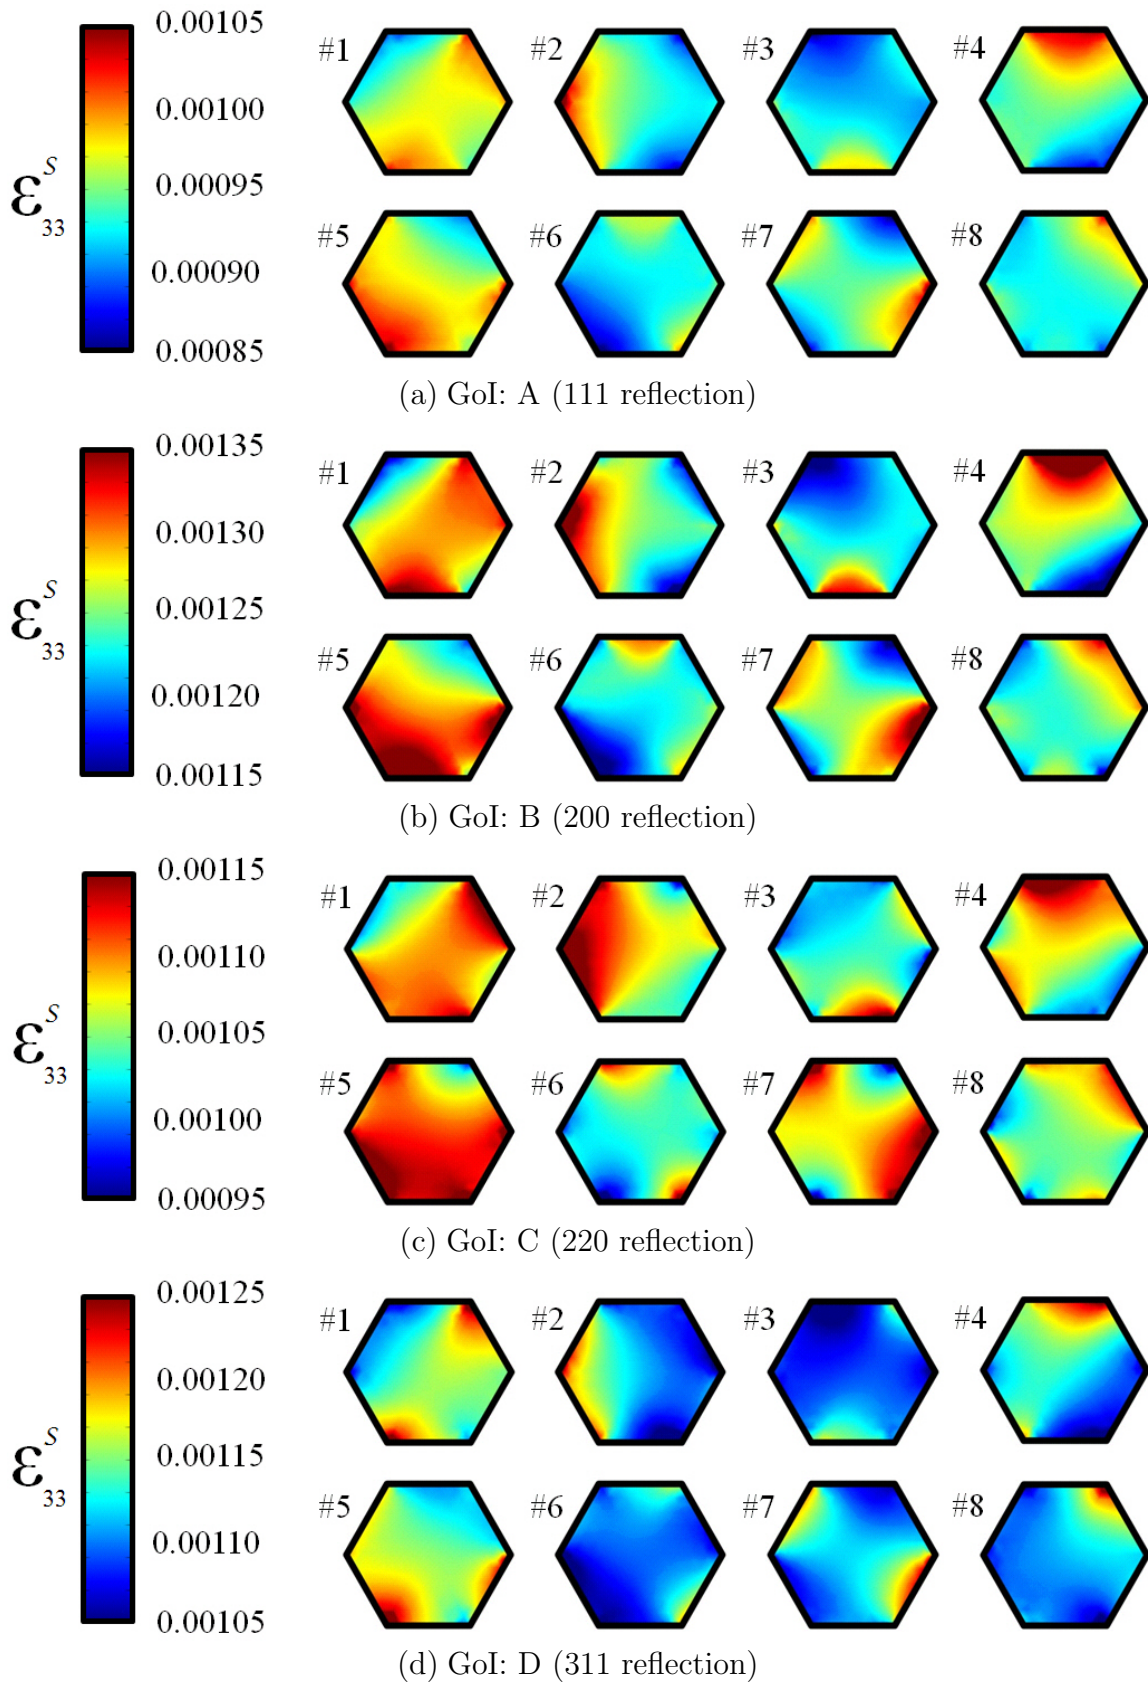 0.00105
0.00100
0.00095
0.00090
0.00085
ε S 33
#1 #2 #3 #4
#5 #6 #7 #8
(a) GoI: A (111 reflection)
0.00135
0.00130
0.00125
0.00120
0.00115
ε S 33
#1 #2 #3 #4
#5 #6 #7 #8
(b) GoI: B (200 reflection)
0.00115
0.00110
0.00105
0.00100
0.00095
ε S 33
#1 #2 #3 #4
#5 #6 #7 #8
(c) GoI: C (220 reflection)
0.00125
0.00120
0.00115
0.00110
0.00105
ε S 33
#1 #2 #3 #4
#5 #6 #7 #8
(d) GoI: D (311 reflection)